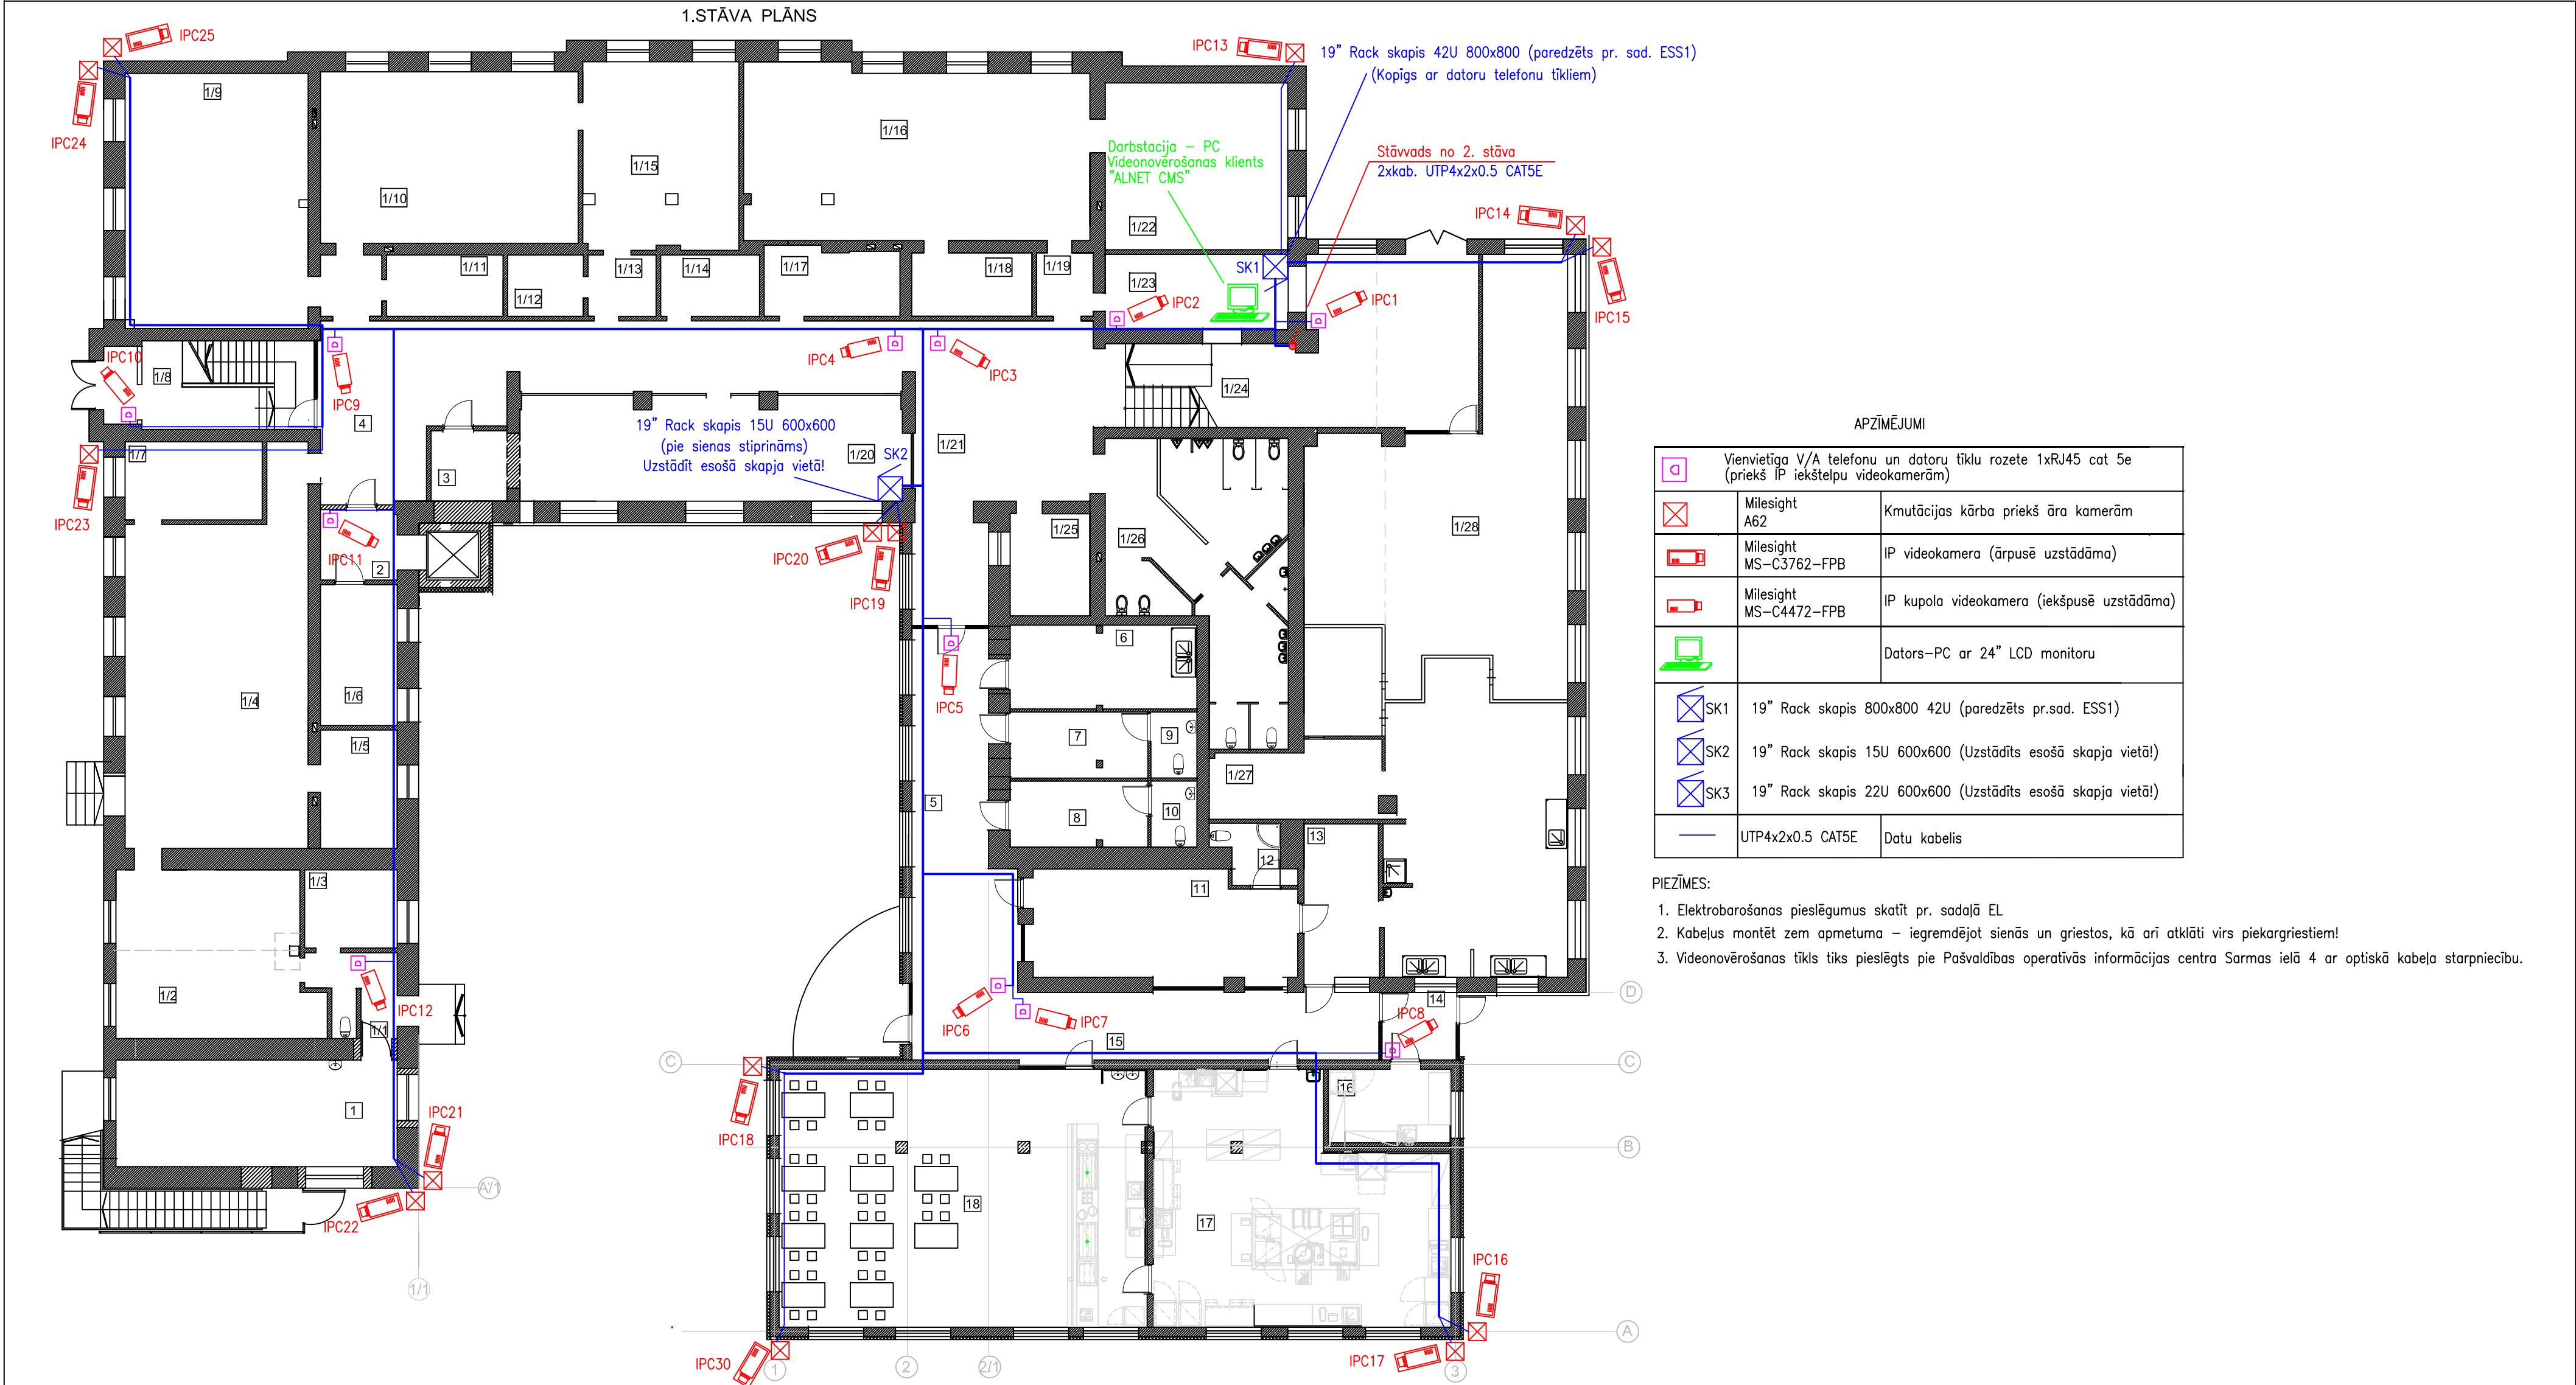 1.STĀVA PLĀNS
IPC25
IPC24
IPC13
19” Rack skapis 42U 800x800 (paredzēts pr. sad. ESS1)
(Kopīgs ar datoru telefonu tīkliem)
1/9
1/16
1/15
1/10
Darbstacija – PC
Videonovērošanas klients
"ALNET CMS"
Stāvvads no 2. stāva
2xkab. UTP4x2x0.5 CAT5E
1/22
IPC14
IPC15
1/11
1/12
1/13
1/14
1/17
1/18
1/19
1/23
SK1
IPC2
IPC1
IPC10
1/8
IPC9
IPC4
IPC3
1/24
4
19” Rack skapis 15U 600x600
(pie sienas stiprināms)
Uzstādīt esošā skapja vietā!
1/20
SK2
1/21
1/7
3
IPC23
IPC11
2
IPC20
IPC19
1/25
1/26
1/28
6
1/4
1/6
1/5
IPC5
7
9
8
10
5
1/27
12
13
11
1/3
1/2
IPC12
1/1
IPC6
IPC7
15
IPC8
14
D
C
C
16
IPC18
1
IPC21
B
A/1
IPC22
18
17
1/1
IPC16
IPC30
IPC17
A
1
2
2/1
3
APZĪMĒJUMI
Vienvietīga V/A telefonu un datoru tīklu rozete 1xRJ45 cat 5e
(priekš IP iekštelpu videokamerām)
Milesight
A62
Kmutācijas kārba priekš āra kamerām
Milesight
MS-C3762-FPB
IP videokamera (ārpusē uzstādāma)
Milesight
MS-C4472-FPB
IP kupola videokamera (iekšpusē uzstādāma)
Dators-PC ar 24” LCD monitoru
SK1 19” Rack skapis 800x800 42U (paredzēts pr.sad. ESS1)
SK2 19” Rack skapis 15U 600x600 (Uzstādīts esošā skapja vietā!)
SK3 19” Rack skapis 22U 600x600 (Uzstādīts esošā skapja vietā!)
UTP4x2x0.5 CAT5E Datu kabelis
PIEZĪMES:
1. Elektrobarošanas pieslēgumus skatīt pr. sadaļā EL
2. Kabeļus montēt zem apmetuma – iegremdējot sienās un griestos, kā arī atklāti virs piekargriestiem!
3. Videonovērošanas tīkls tiks pieslēgts pie Pašvaldības operatīvās informācijas centra Sarmas ielā 4 ar optiskā kabeļa starpniecību.